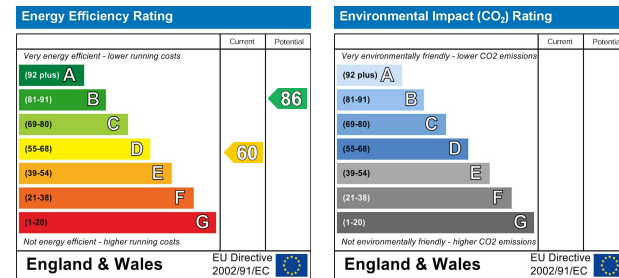 Energy Efficiency Rating
Current Potential
Very energy efficient - lower running costs
(92 plus) A
(81-91) B
86
(69-80) C
(55-68) D
60
(39-54) E
(21-38) F
(1-20) G
Not energy efficient - higher running costs
England & Wales
EU Directive
2002/91/EC
Environmental Impact (CO₂) Rating
Current Potentia
Very environmentally friendly - lower CO2 emissions
(92 plus) A
(81-91) B
(69-80) C
(55-68) D
(39-54) E
(21-38) F
(1-20) G
Not environmentally friendly - higher CO2 emissions
England & Wales
EU Directive
2002/91/EC